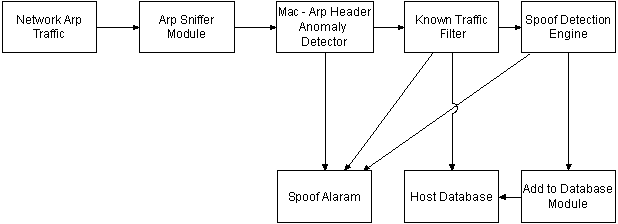 Network Arp
Traffic
Arp Sniffer
Module
Mac - Arp Header
Anomaly
Detector
Known Traffic
Filter
Spoof Detection
Engine
Spoof Alaram
Host Database
Add to Database
Module